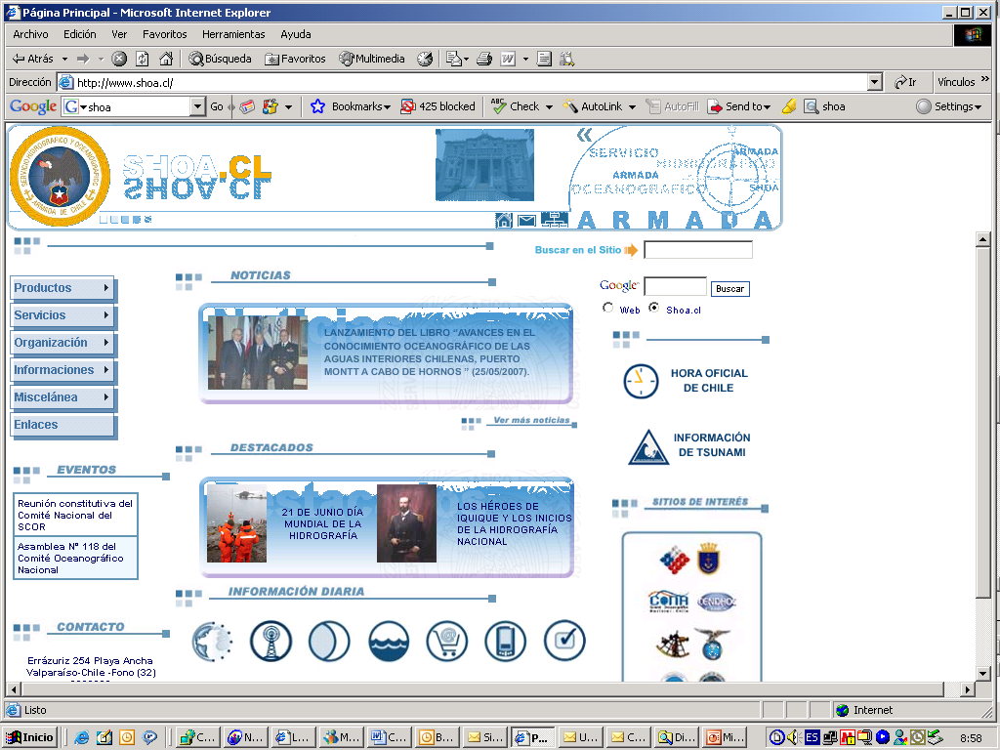 Página Principal - Microsoft Internet Explorer
Archivo Edición Ver Favoritos Herramientas Ayuda
Atrás Búsqueda Favoritos Multimedia
Dirección http://www.shoa.cl/ Ir Vínculos »
Google G shoa Go Bookmarks 425 blocked ABC Check AutoLink AutoFill Send to shoa Settings
SERVICIO HIDROGRAFICO Y OCEANOGRAFICO
ARMADA DE CHILE
SHOA.CL
SHOA.CL
«
SERVICIO ARMADA
HIDROGRAFICO
ARMADA
OCEANOGRAFICO SHOA
ARMADA
Buscar en el Sitio
Google Buscar
Web Shoa.cl
Productos
Servicios
Organización
Informaciones
Miscelánea
Enlaces
EVENTOS
Reunión constitutiva del
Comité Nacional del
SCOR
Asamblea Nº 118 del
Comité Oceanográfico
Nacional
CONTACTO
Errázuriz 254 Playa Ancha
Valparaíso-Chile -Fono (32)
NOTICIAS
Noticias
LANZAMIENTO DEL LIBRO “AVANCES EN EL
CONOCIMIENTO OCEANOGRÁFICO DE LAS
AGUAS INTERIORES CHILENAS, PUERTO
MONTT A CABO DE HORNOS ” (25/05/2007).
Ver más noticias
DESTACADOS
21 DE JUNIO DÍA
MUNDIAL DE LA
HIDROGRAFÍA
LOS HÉROES DE
IQUIQUE Y LOS INICIOS
DE LA HIDROGRAFÍA
NACIONAL
INFORMACIÓN DIARIA
HORA OFICIAL
DE CHILE
INFORMACIÓN
DE TSUNAMI
SITIOS DE INTERÉS
CONA
CENDHOC
Listo Internet
Inicio C... N... L... M... C... B... Si... P... U... C... Di... Mi... ES 8:58